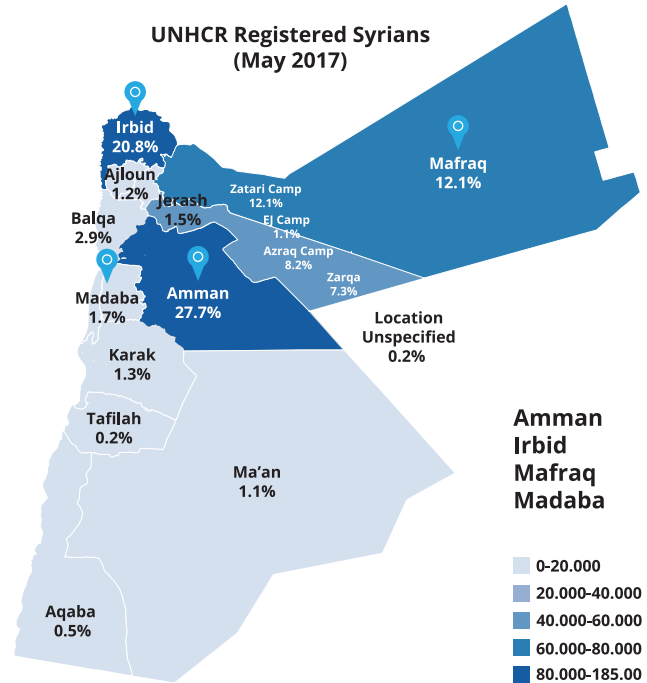 UNHCR Registered Syrians
(May 2017)
Irbid
20.8%
Ajloun
1.2%
Jerash
1.5%
Balqa
2.9%
Zatari Camp
12.1%
EJ Camp
1.1%
Azraq Camp
8.2%
Zarqa
7.3%
Mafraq
12.1%
Madaba
1.7%
Amman
27.7%
Location
Unspecified
0.2%
Karak
1.3%
Tafilah
0.2%
Ma’an
1.1%
Aqaba
0.5%
Amman
Irbid
Mafraq
Madaba
0-20.000
20.000-40.000
40.000-60.000
60.000-80.000
80.000-185.00